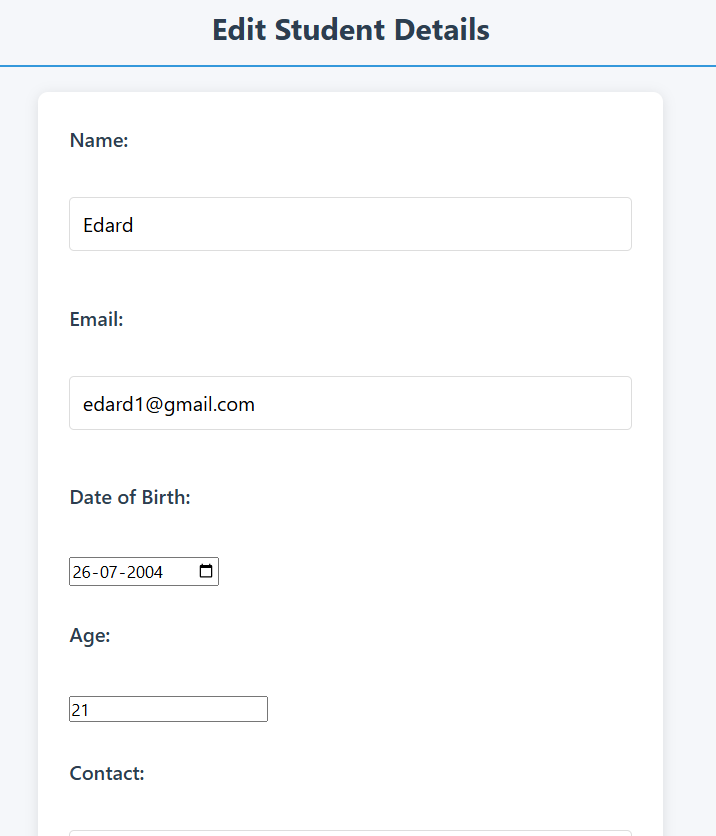 Edit Student Details
Name:
Edard
Email:
edard1@gmail.com
Date of Birth:
26-07-2004
Age:
21
Contact: